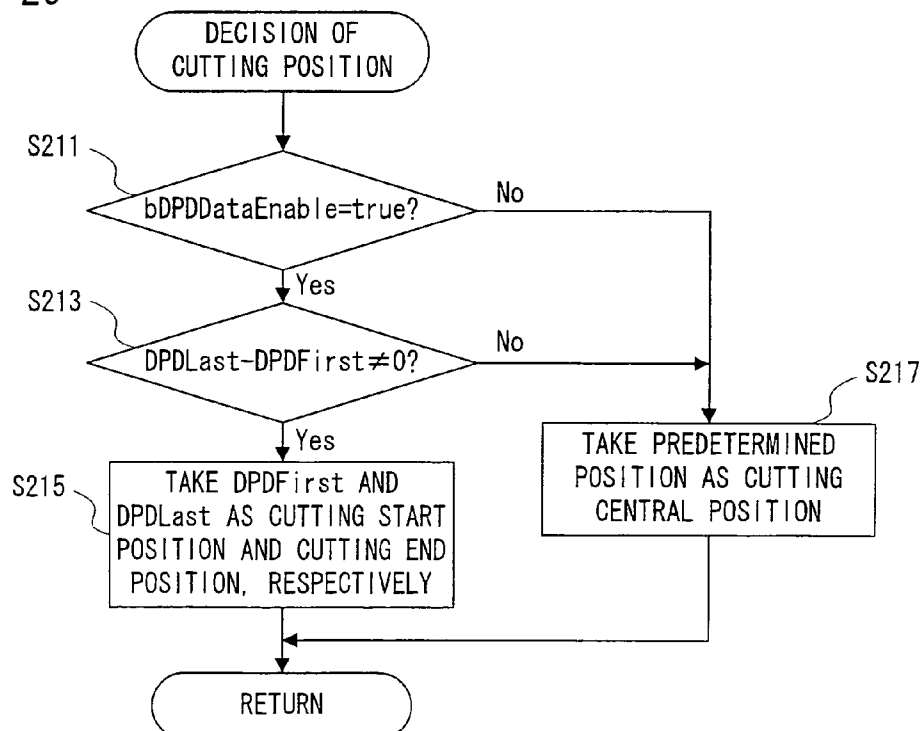 DECISION OF
CUTTING POSITION
S211
bDPDDataEnable=true?
No
Yes
S213
DPDLast-DPDFirst≠0?
No
Yes
S217
TAKE PREDETERMINED
POSITION AS CUTTING
CENTRAL POSITION
S215
TAKE DPDFirst AND
DPDLast AS CUTTING START
POSITION AND CUTTING END
POSITION, RESPECTIVELY
RETURN